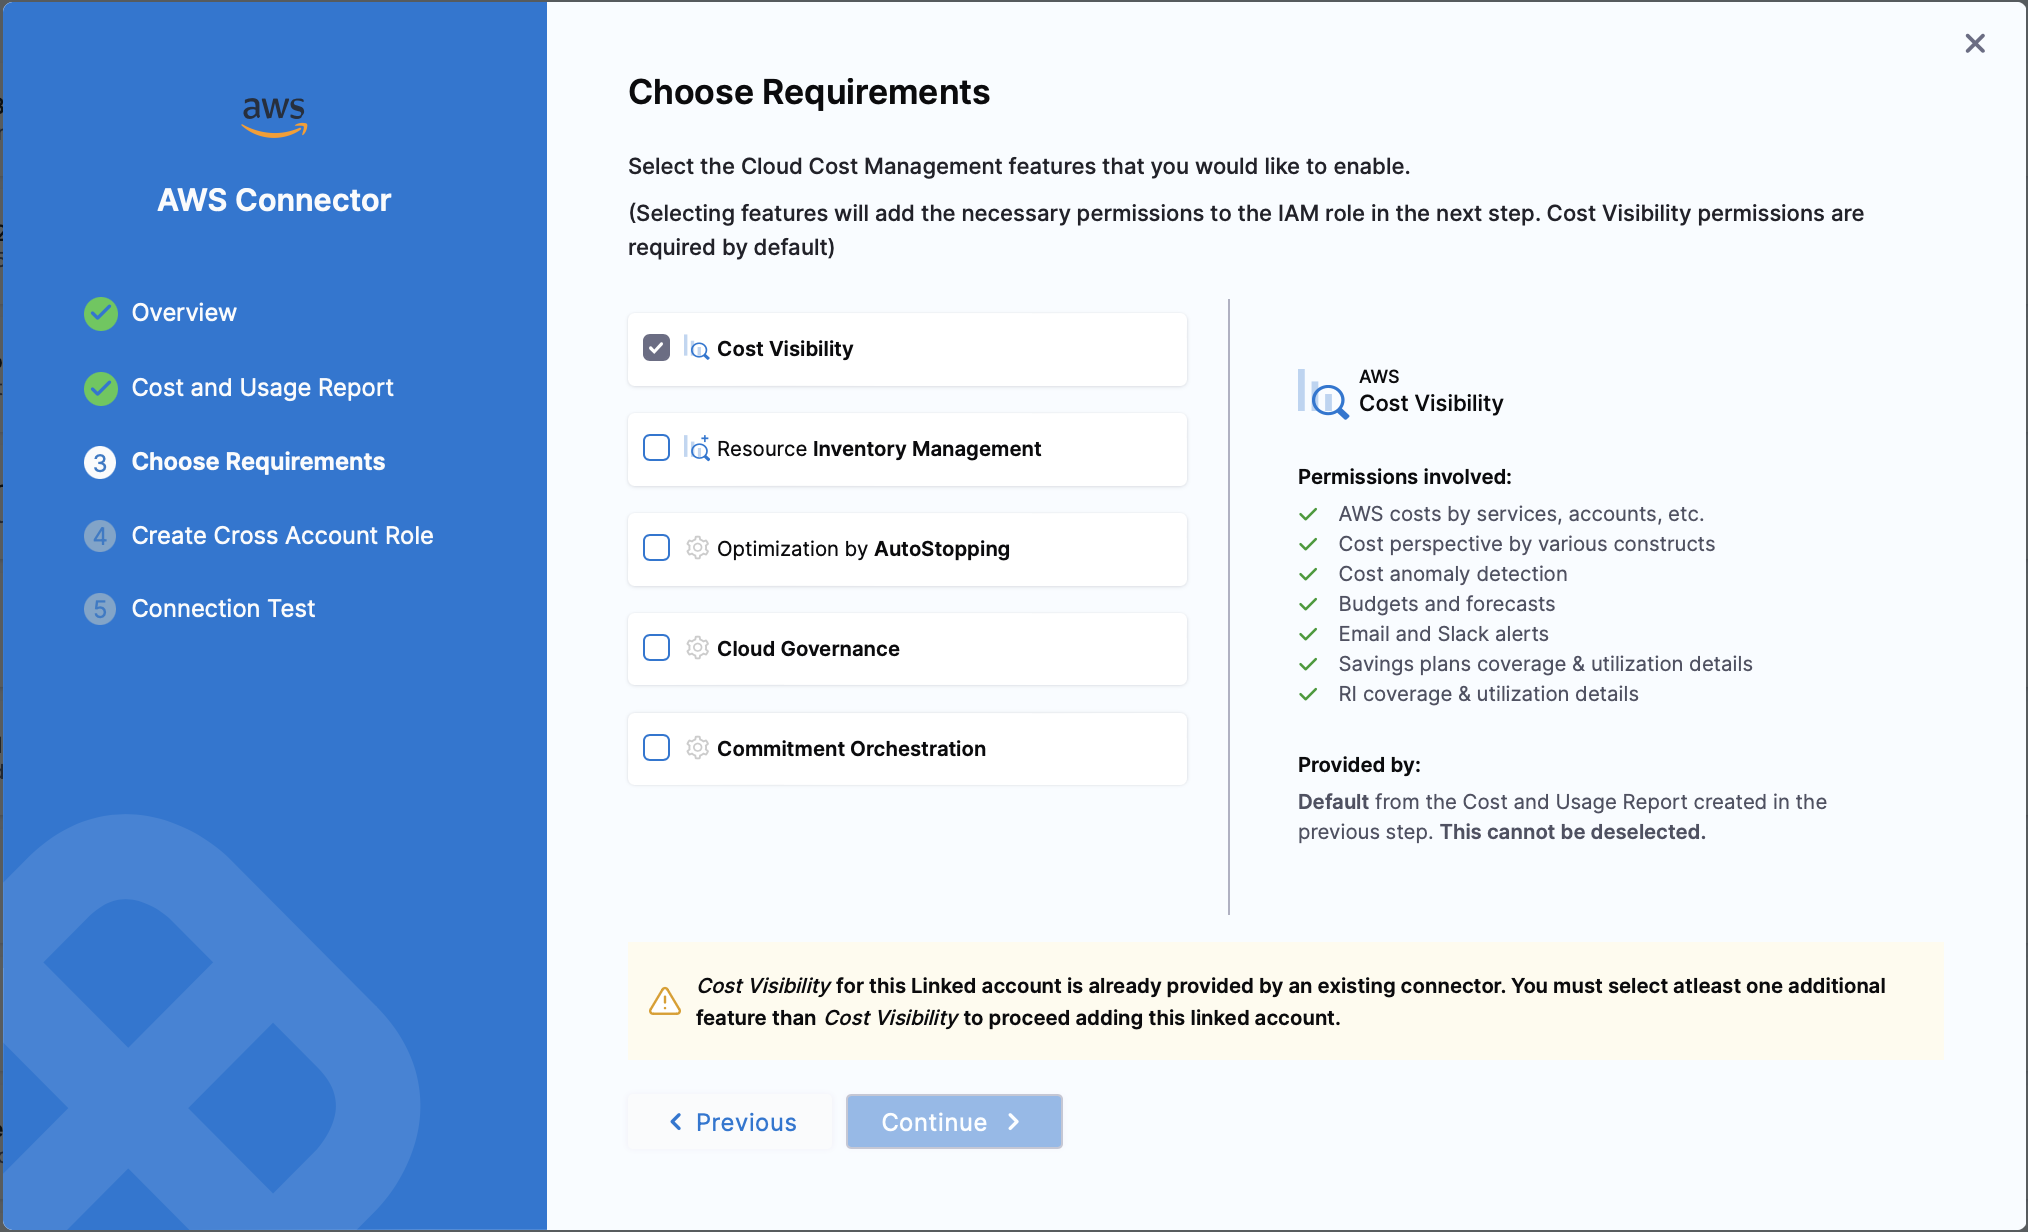 aws
AWS Connector
Overview
Cost and Usage Report
3 Choose Requirements
4 Create Cross Account Role
5 Connection Test
Choose Requirements
Select the Cloud Cost Management features that you would like to enable.
(Selecting features will add the necessary permissions to the IAM role in the next step. Cost Visibility permissions are
required by default)
Cost Visibility
Resource Inventory Management
Optimization by AutoStopping
Cloud Governance
Commitment Orchestration
AWS
Cost Visibility
Permissions involved:
AWS costs by services, accounts, etc.
Cost perspective by various constructs
Cost anomaly detection
Budgets and forecasts
Email and Slack alerts
Savings plans coverage & utilization details
RI coverage & utilization details
Provided by:
Default from the Cost and Usage Report created in the
previous step. This cannot be deselected.
Cost Visibility for this Linked account is already provided by an existing connector. You must select atleast one additional
feature than Cost Visibility to proceed adding this linked account.
Previous
Continue